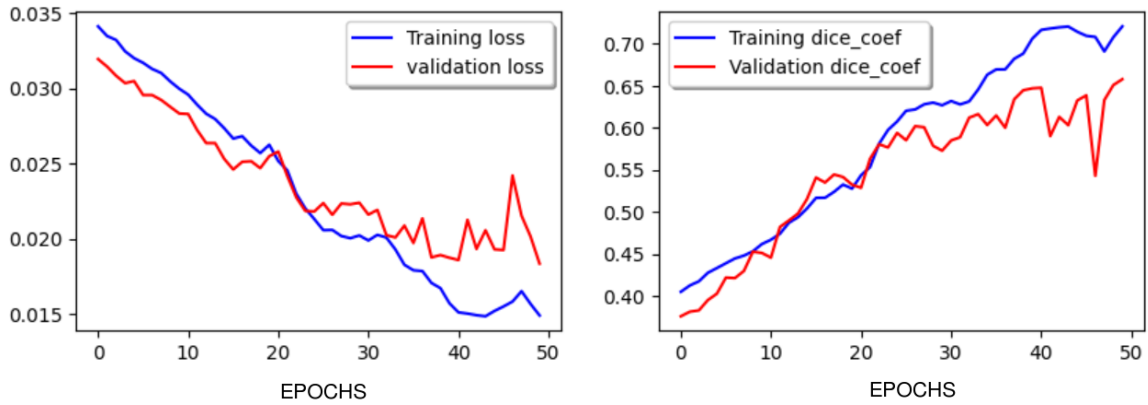 0.035
0.030
0.025
0.020
0.015
0 10 20 30 40 50
Training loss
validation loss
EPOCHS
0.70
0.65
0.60
0.55
0.50
0.45
0.40
0 10 20 30 40 50
Training dice_coef
Validation dice_coef
EPOCHS